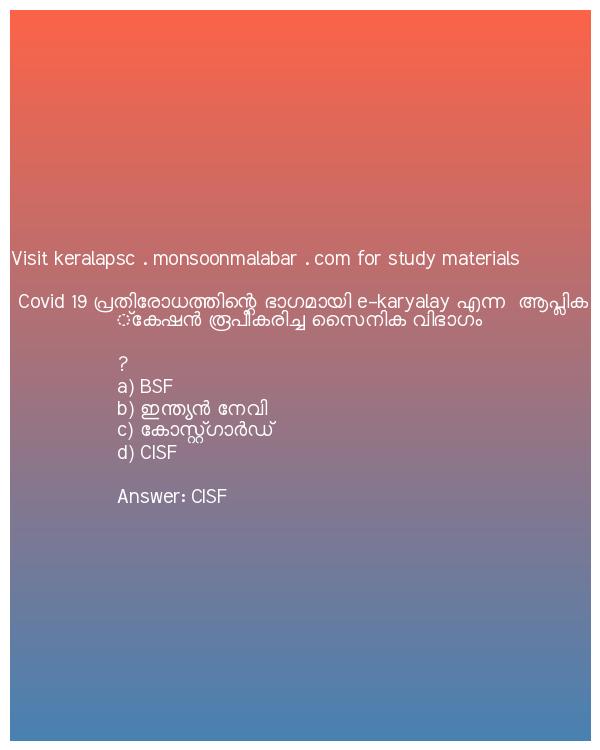 Visit keralapsc . monsoonmalabar . com for study materials
Covid 19 പ്രതിരോധത്തിന്റെ ഭാഗമായി e-karyalay എന്ന  ആപ്ലിക
്കേഷൻ രൂപീകരിച്ച സൈനിക വിഭാഗം
?
a) BSF
b) ഇന്ത്യൻ നേവി
c) കോസ്റ്റ്ഗാർഡ്
d) CISF
Answer: CISF